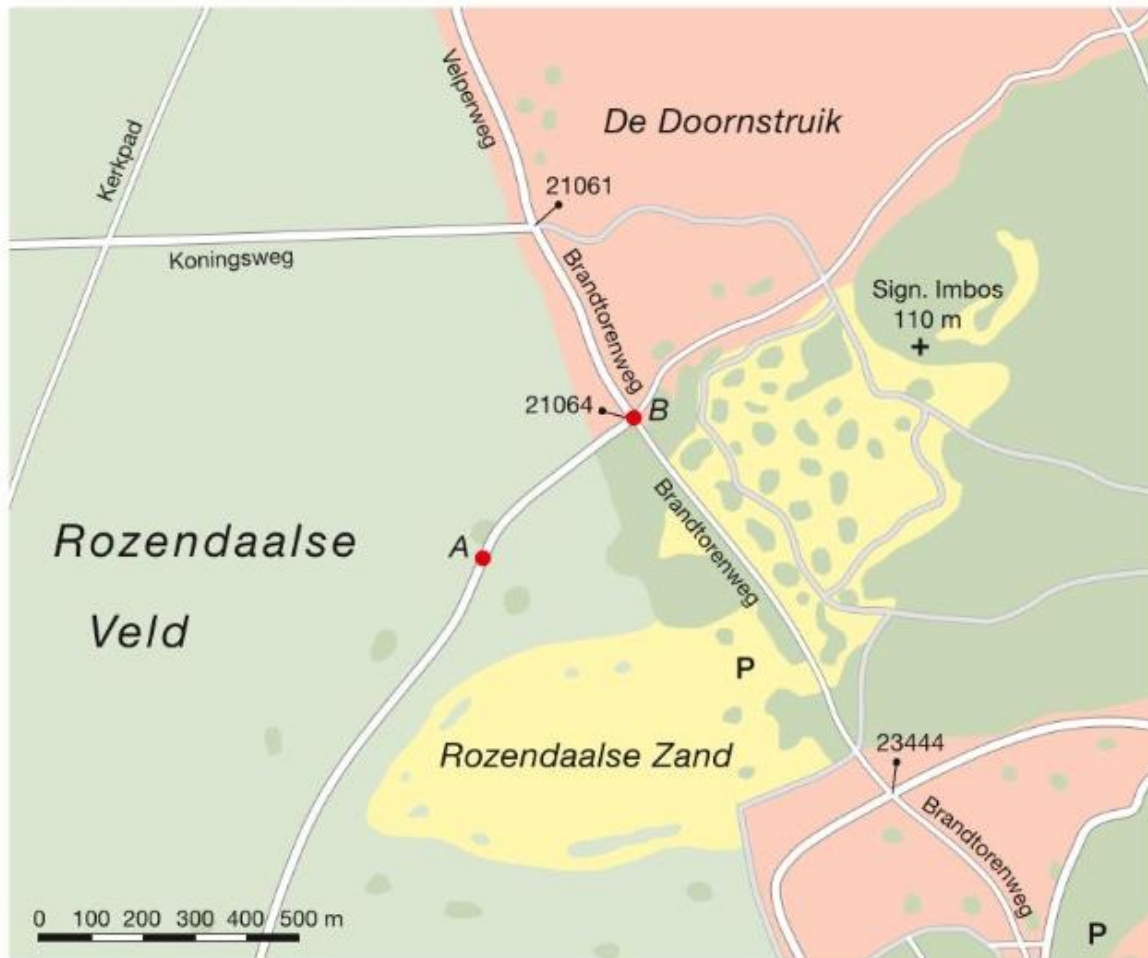 Velperweg
De Doornstruik
Kerkpad
21061
Koningsweg
Brandtorenweg
Sign. Imbos
110 m
21064
B
Brandtorenweg
Rozendaalse
A
Veld
P
Rozendaalse Zand
23444
Brandtorenweg
0 100 200 300 400 500 m
P